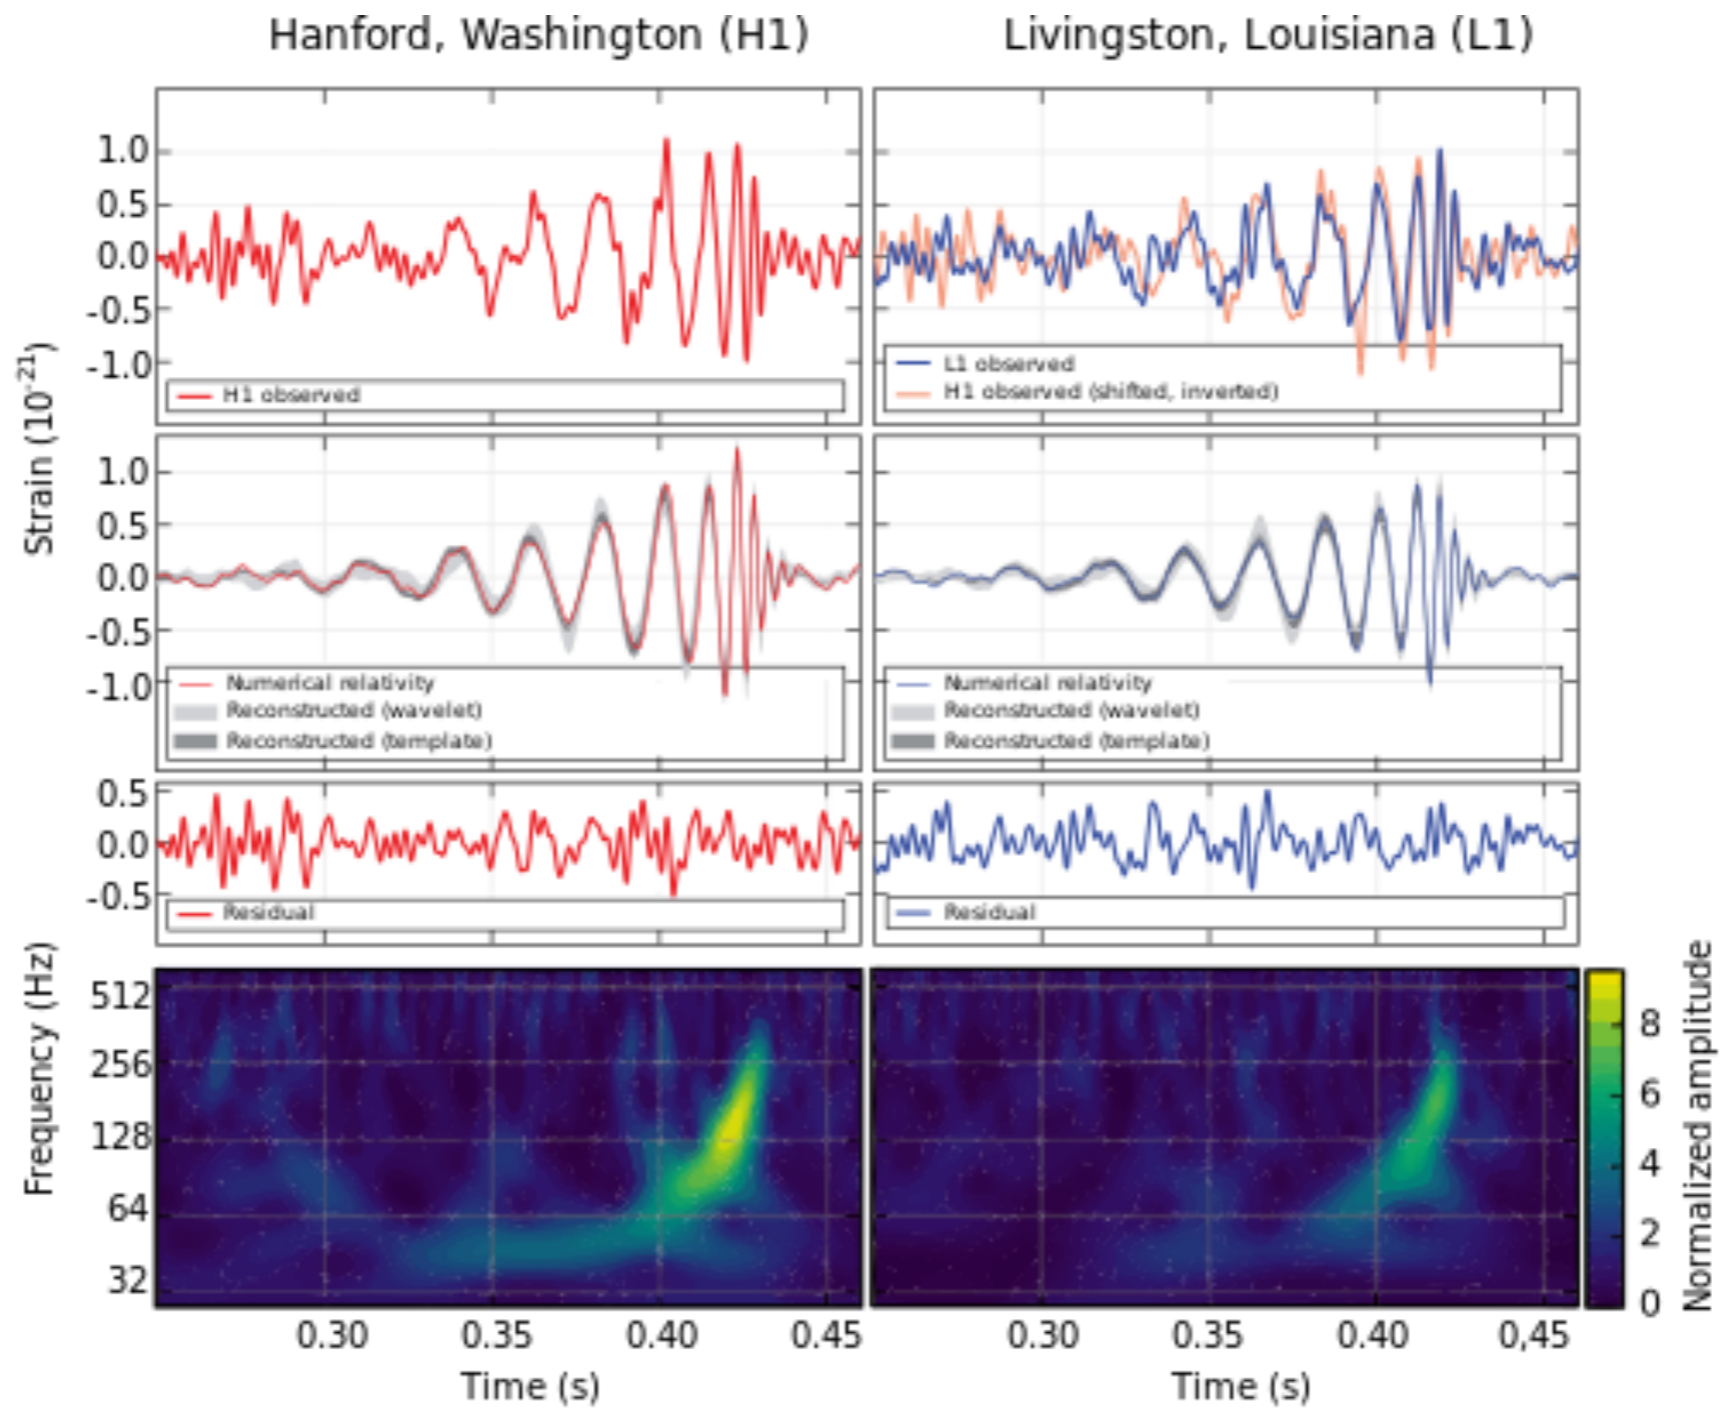 Hanford, Washington (H1)
Livingston, Louisiana (L1)
Strain (10⁻²¹)
1.0
0.5
0.0
-0.5
-1.0
H1 observed
L1 observed
H1 observed (shifted, inverted)
1.0
0.5
0.0
-0.5
-1.0
Numerical relativity
Reconstructed (wavelet)
Reconstructed (template)
Numerical relativity
Reconstructed (wavelet)
Reconstructed (template)
0.5
0.0
-0.5
Residual
Residual
Frequency (Hz)
512
256
128
64
32
0.30 0.35 0.40 0.45
Time (s)
0.30 0.35 0.40 0,45
Time (s)
8
6
4
2
0
Normalized amplitude